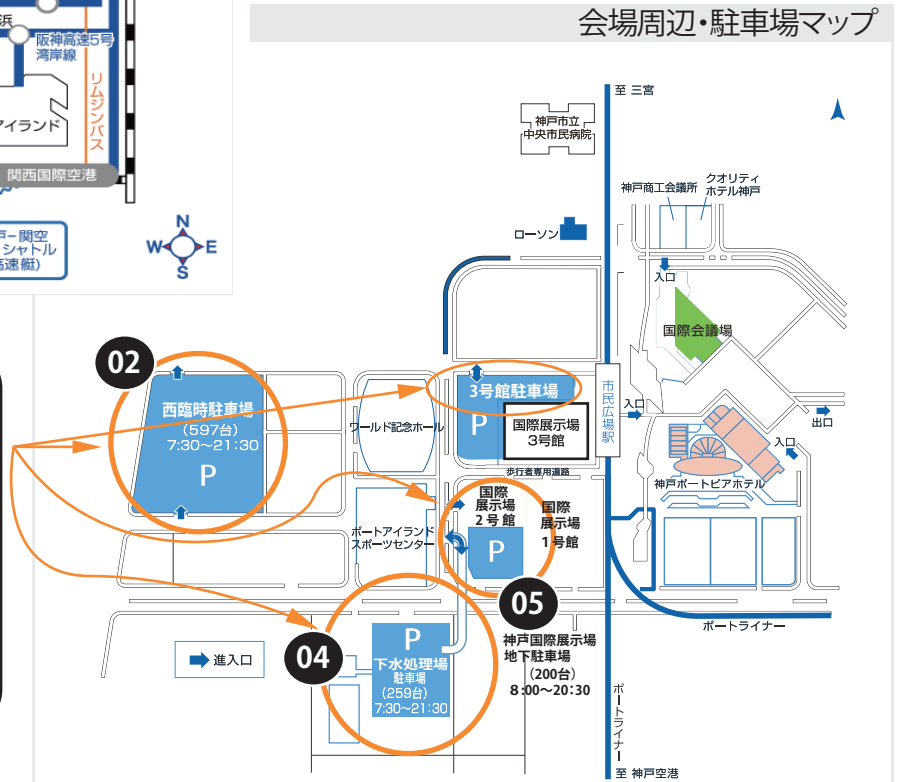 会場周辺・駐車場マップ
浜
阪神高速5号
湾岸線
リムジンバス
アイランド
関西国際空港
戸ー関空
シャトル
高速艇)
N
W
E
S
至 三宮
神戸市立
中央市民病院
神戸商工会議所
クオリティ
ホテル神戸
ローソン
入口
国際会議場
02
西臨時駐車場
(597台)
7:30〜21:30
P
ワールド記念ホール
3号館駐車場
P
国際展示場
3号館
市民広場駅
入口
出口
入口
歩行者専用道路
神戸ポートピアホテル
国際
展示場
2号館
国際
展示場
1号館
ポートアイランド
スポーツセンター
P
05
神戸国際展示場
地下駐車場
(200台)
8:00〜20:30
ポートライナー
進入口
04
P
下水処理場
駐車場
(259台)
7:30〜21:30
ポートライナー
至 神戸空港